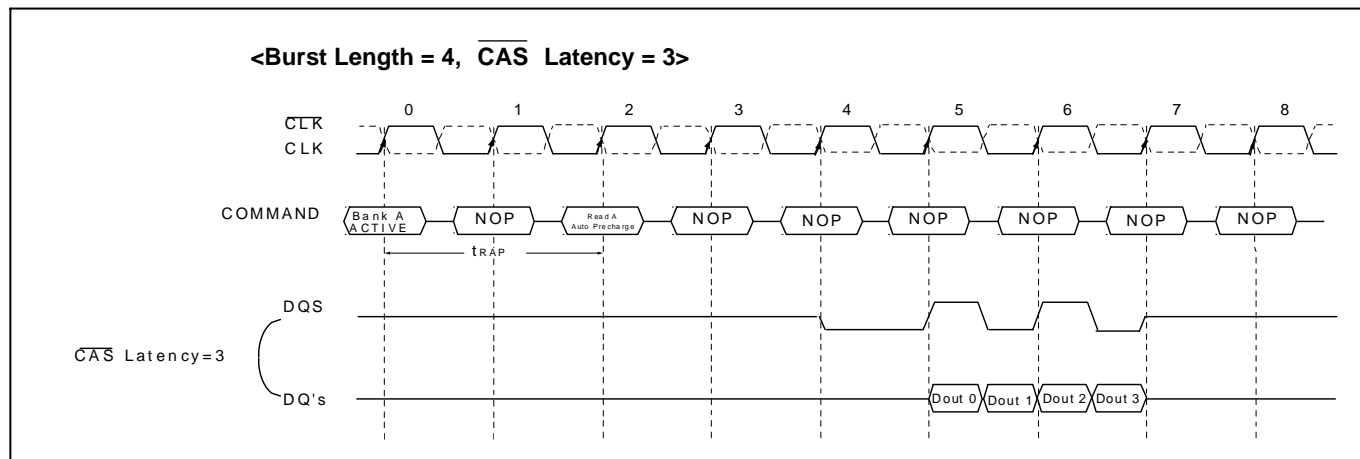 <Burst Length = 4, CAS Latency = 3>
0 1 2 3 4 5 6 7 8
CLK
CLK
COMMAND
Bank A
ACTIVE
NOP
Read A
Auto Precharge
NOP
NOP
NOP
NOP
NOP
NOP
tRAP
DQS
CAS Latency=3
DQ's
Dout 0 Dout 1 Dout 2 Dout 3